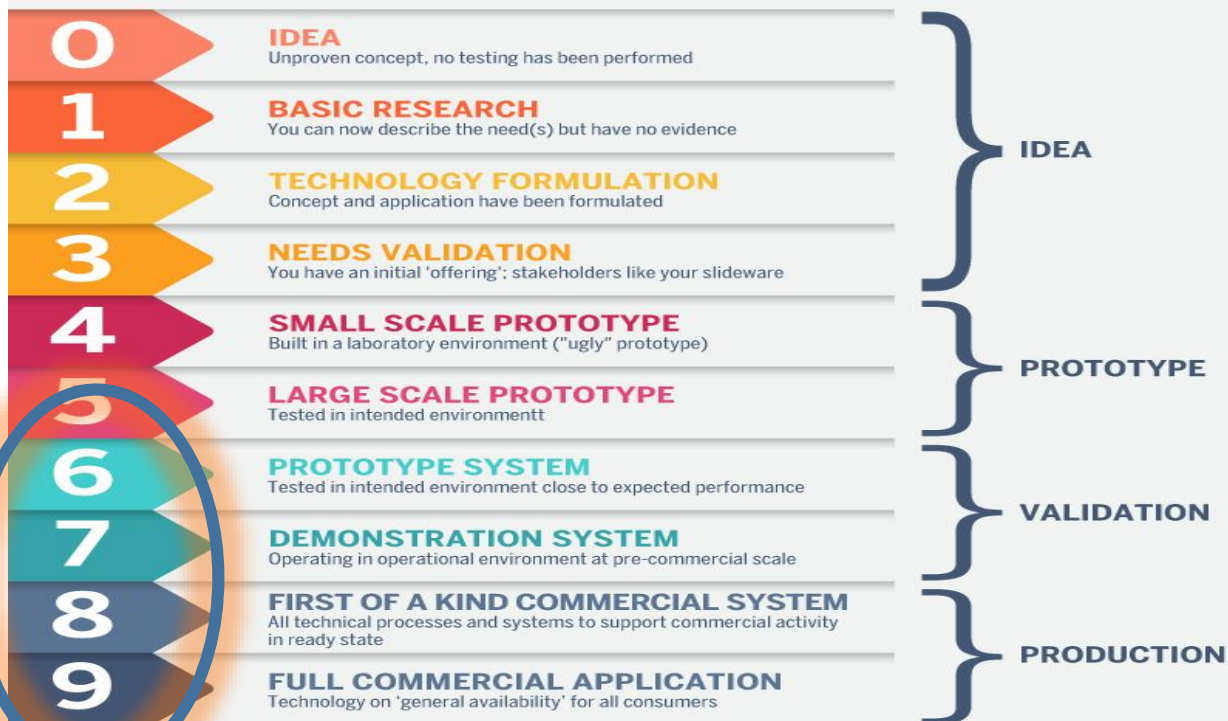 0
IDEA
Unproven concept, no testing has been performed
1
BASIC RESEARCH
You can now describe the need(s) but have no evidence
2
TECHNOLOGY FORMULATION
Concept and application have been formulated
3
NEEDS VALIDATION
You have an initial 'offering'; stakeholders like your slideware
IDEA
4
SMALL SCALE PROTOTYPE
Built in a laboratory environment ("ugly" prototype)
5
LARGE SCALE PROTOTYPE
Tested in intended environmentt
PROTOTYPE
6
PROTOTYPE SYSTEM
Tested in intended environment close to expected performance
7
DEMONSTRATION SYSTEM
Operating in operational environment at pre-commercial scale
VALIDATION
8
FIRST OF A KIND COMMERCIAL SYSTEM
All technical processes and systems to support commercial activity
in ready state
9
FULL COMMERCIAL APPLICATION
Technology on 'general availability' for all consumers
PRODUCTION